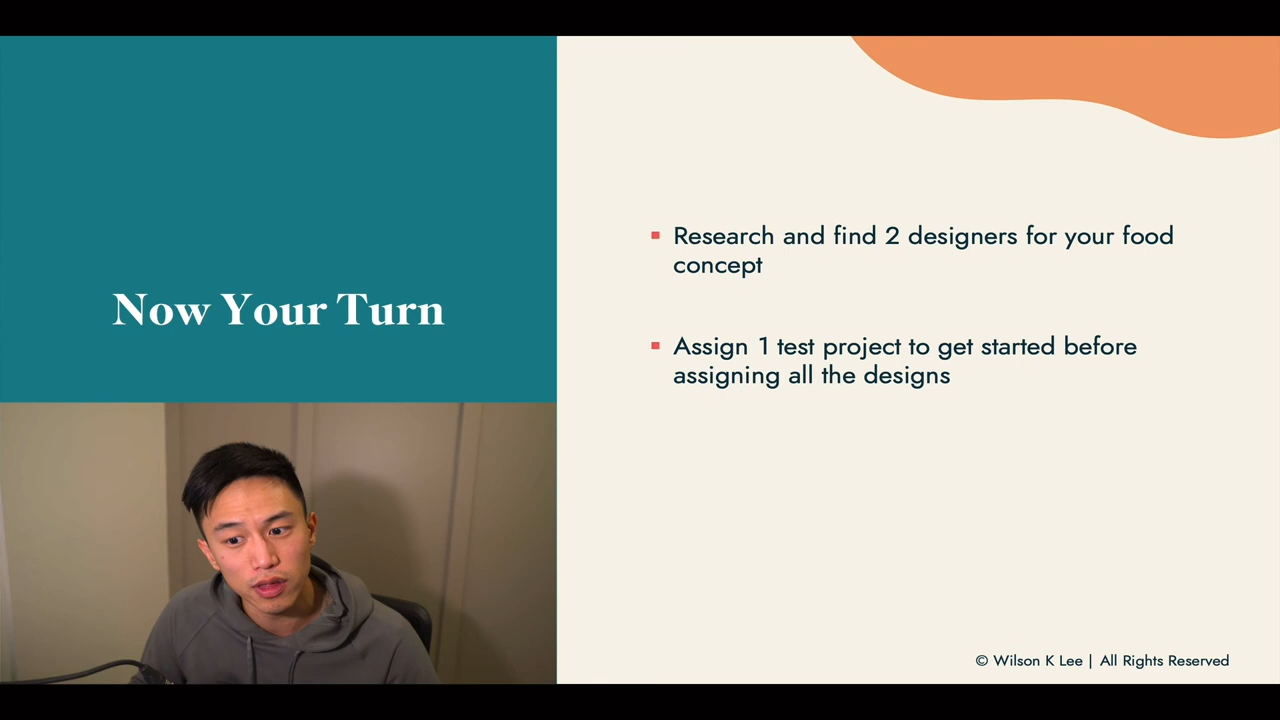 Now Your Turn
Research and find 2 designers for your food
concept
Assign 1 test project to get started before
assigning all the designs
© Wilson K Lee | All Rights Reserved